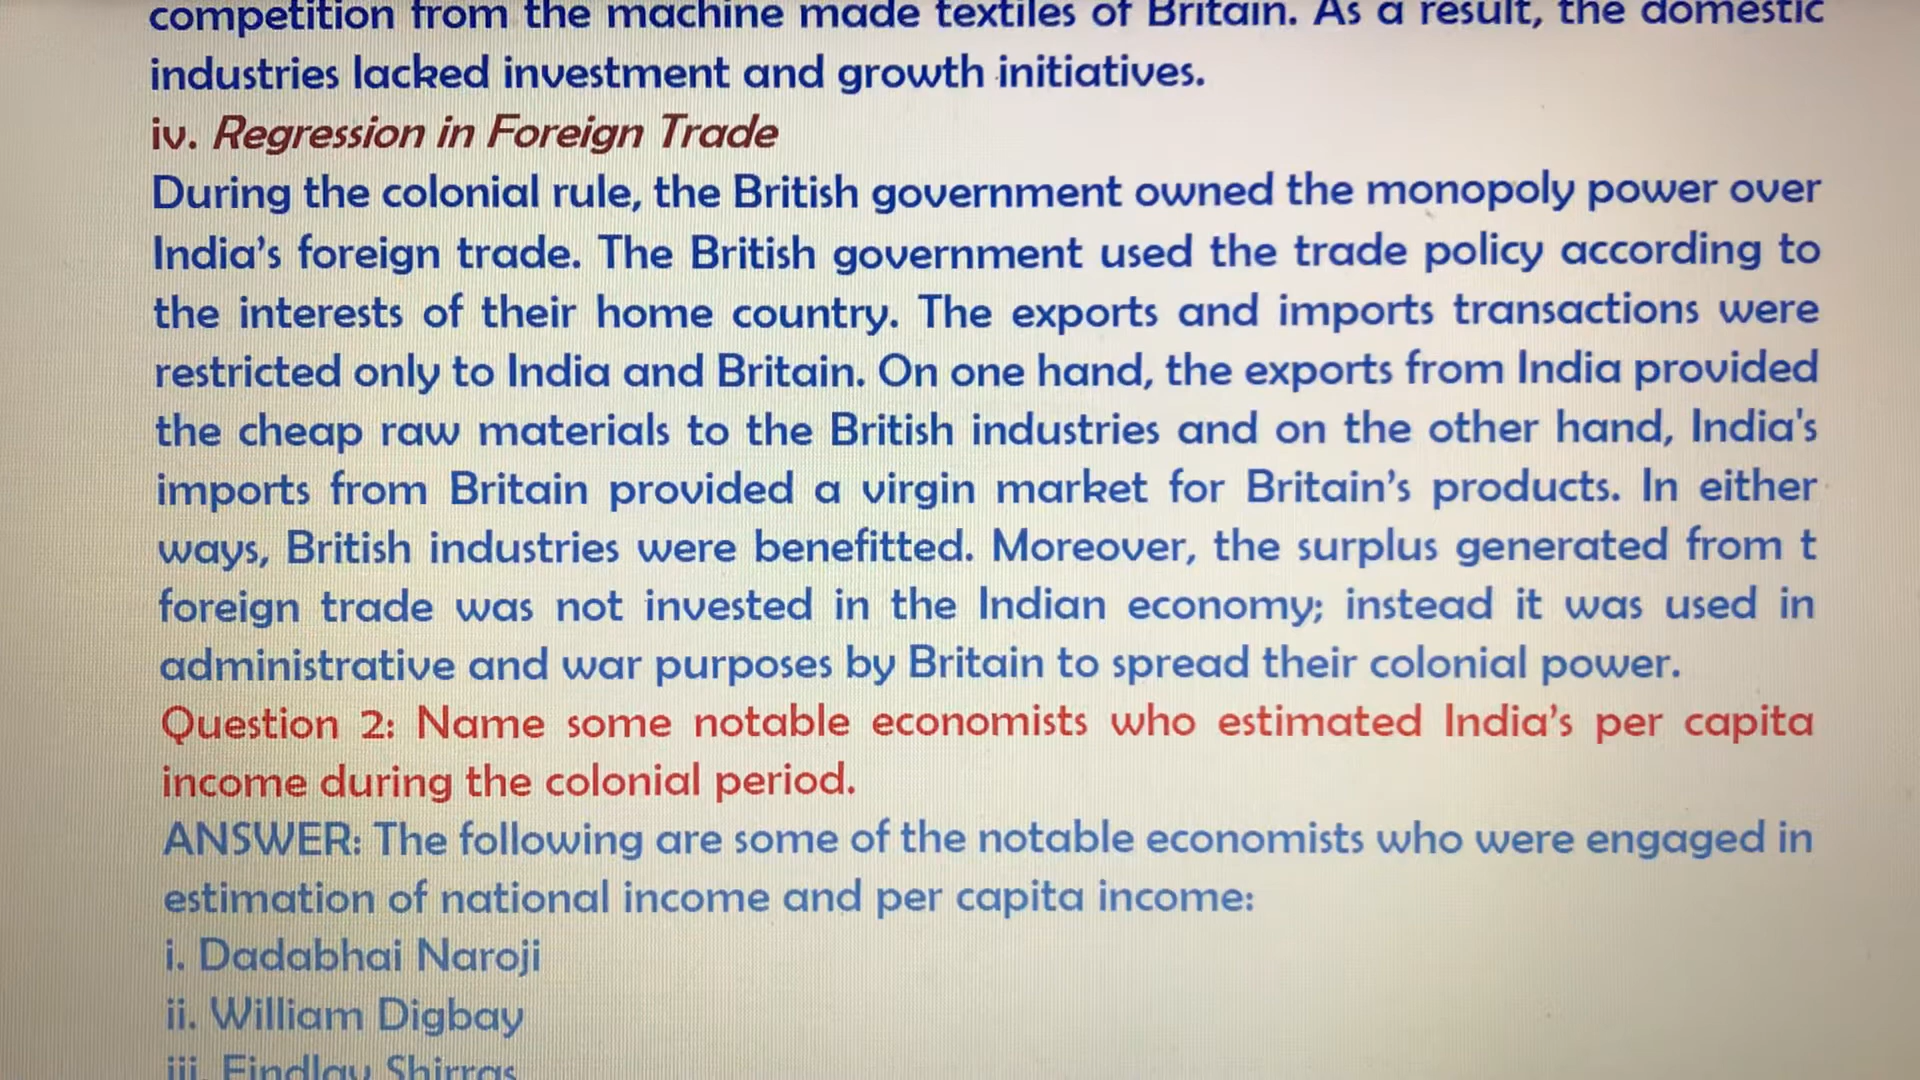 competition from the machine made textiles of Britain. As a result, the domestic
industries lacked investment and growth initiatives.
iv. Regression in Foreign Trade
During the colonial rule, the British government owned the monopoly power over
India’s foreign trade. The British government used the trade policy according to
the interests of their home country. The exports and imports transactions were
restricted only to India and Britain. On one hand, the exports from India provided
the cheap raw materials to the British industries and on the other hand, India's
imports from Britain provided a virgin market for Britain’s products. In either
ways, British industries were benefitted. Moreover, the surplus generated from t
foreign trade was not invested in the Indian economy; instead it was used in
administrative and war purposes by Britain to spread their colonial power.
Question 2: Name some notable economists who estimated India’s per capita
income during the colonial period.
ANSWER: The following are some of the notable economists who were engaged in
estimation of national income and per capita income:
i. Dadabhai Naroji
ii. William Digbay
iii. Findlay Shirras